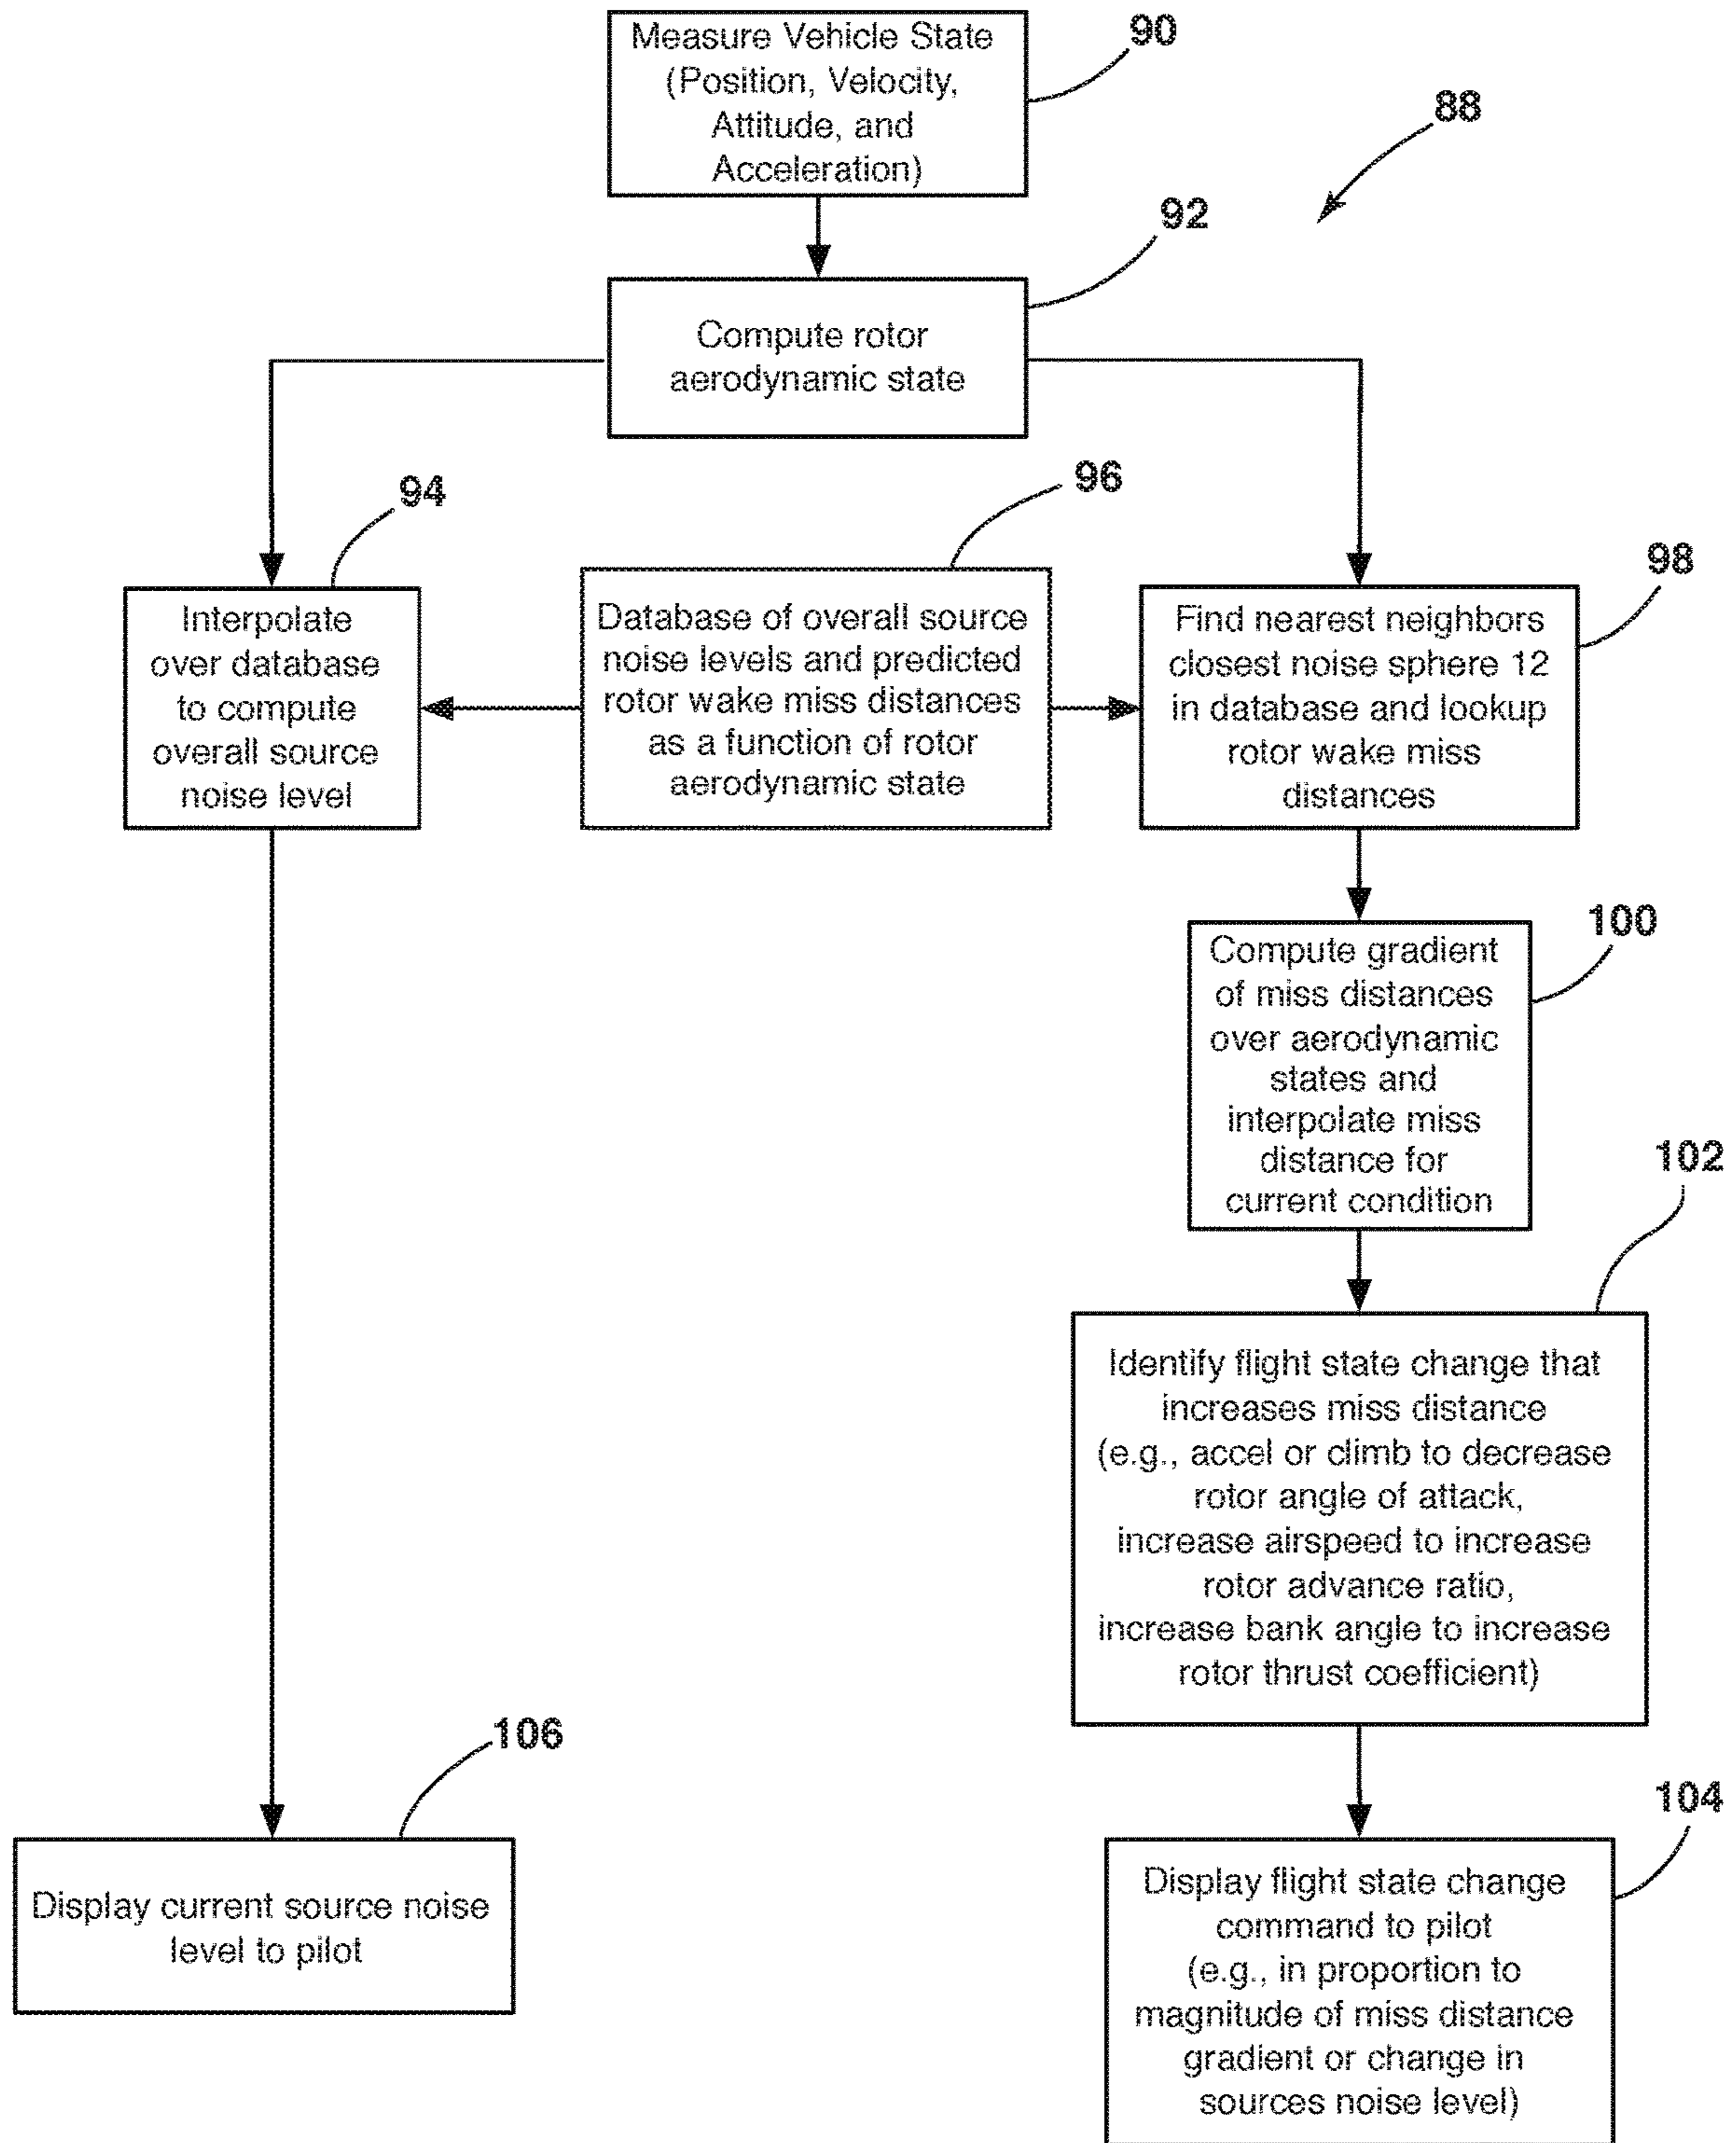 Measure Vehicle State
(Position, Velocity,
Attitude, and
Acceleration)
90
88
92
Compute rotor
aerodynamic state
94
96
98
Interpolate
over database
to compute
overall source
noise level
Database of overall source
noise levels and predicted
rotor wake miss distances
as a function of rotor
aerodynamic state
Find nearest neighbors
closest noise sphere 12
in database and lookup
rotor wake miss
distances
100
Compute gradient
of miss distances
over aerodynamic
states and
interpolate miss
distance for
current condition
102
Identify flight state change that
increases miss distance
(e.g., accel or climb to decrease
rotor angle of attack,
increase airspeed to increase
rotor advance ratio,
increase bank angle to increase
rotor thrust coefficient)
106
Display current source noise
level to pilot
104
Display flight state change
command to pilot
(e.g., in proportion to
magnitude of miss distance
gradient or change in
sources noise level)